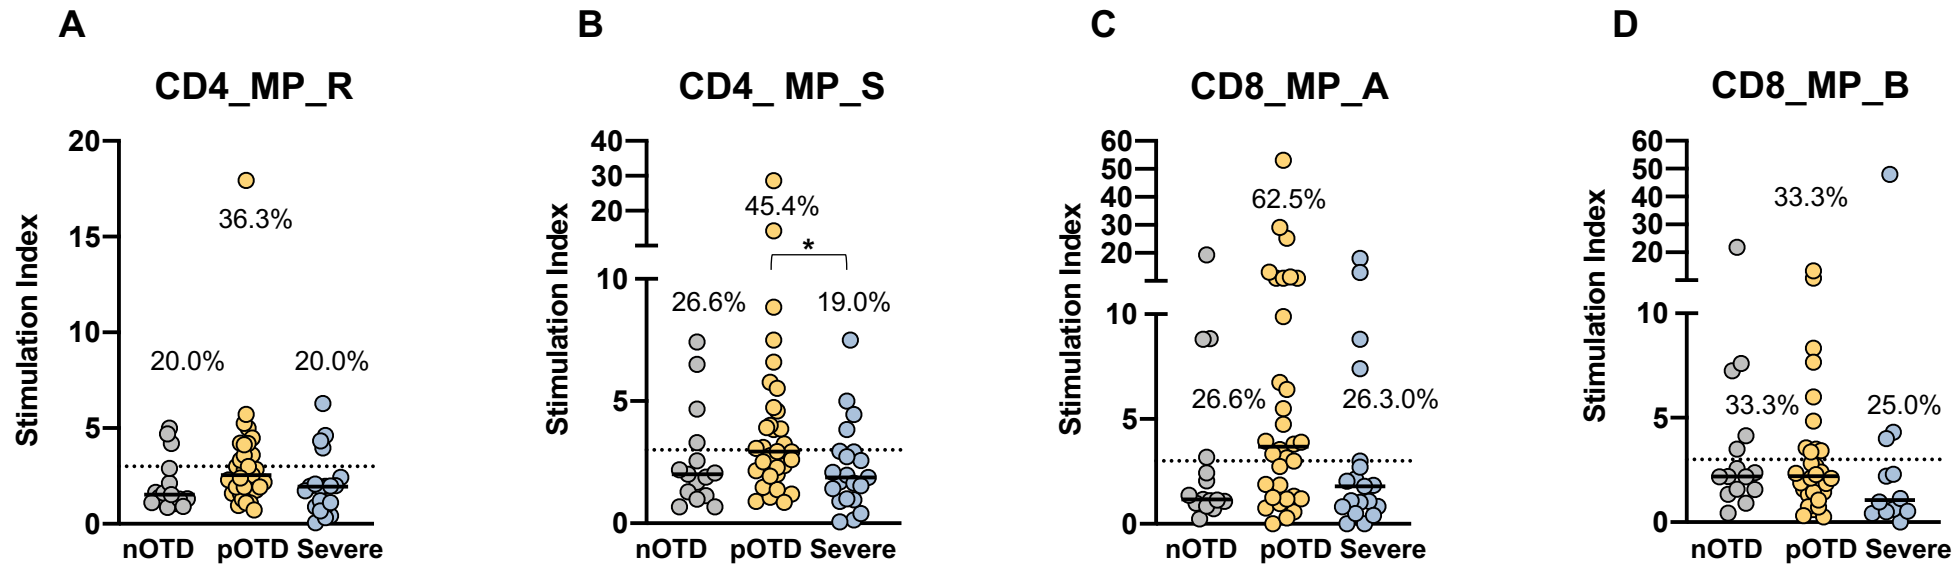 A
CD4_MP_R
Stimulation Index
20
15
10
5
0
36.3%
20.0%
20.0%
nOTD pOTD Severe
B
CD4_ MP_S
Stimulation Index
40
30
20
10
5
0
45.4%
*
26.6%
19.0%
nOTD pOTD Severe
C
CD8_MP_A
Stimulation Index
60
50
40
30
20
10
5
0
62.5%
26.6%
26.3.0%
nOTD pOTD Severe
D
CD8_MP_B
Stimulation Index
60
50
40
30
20
10
5
0
33.3%
33.3%
25.0%
nOTD pOTD Severe